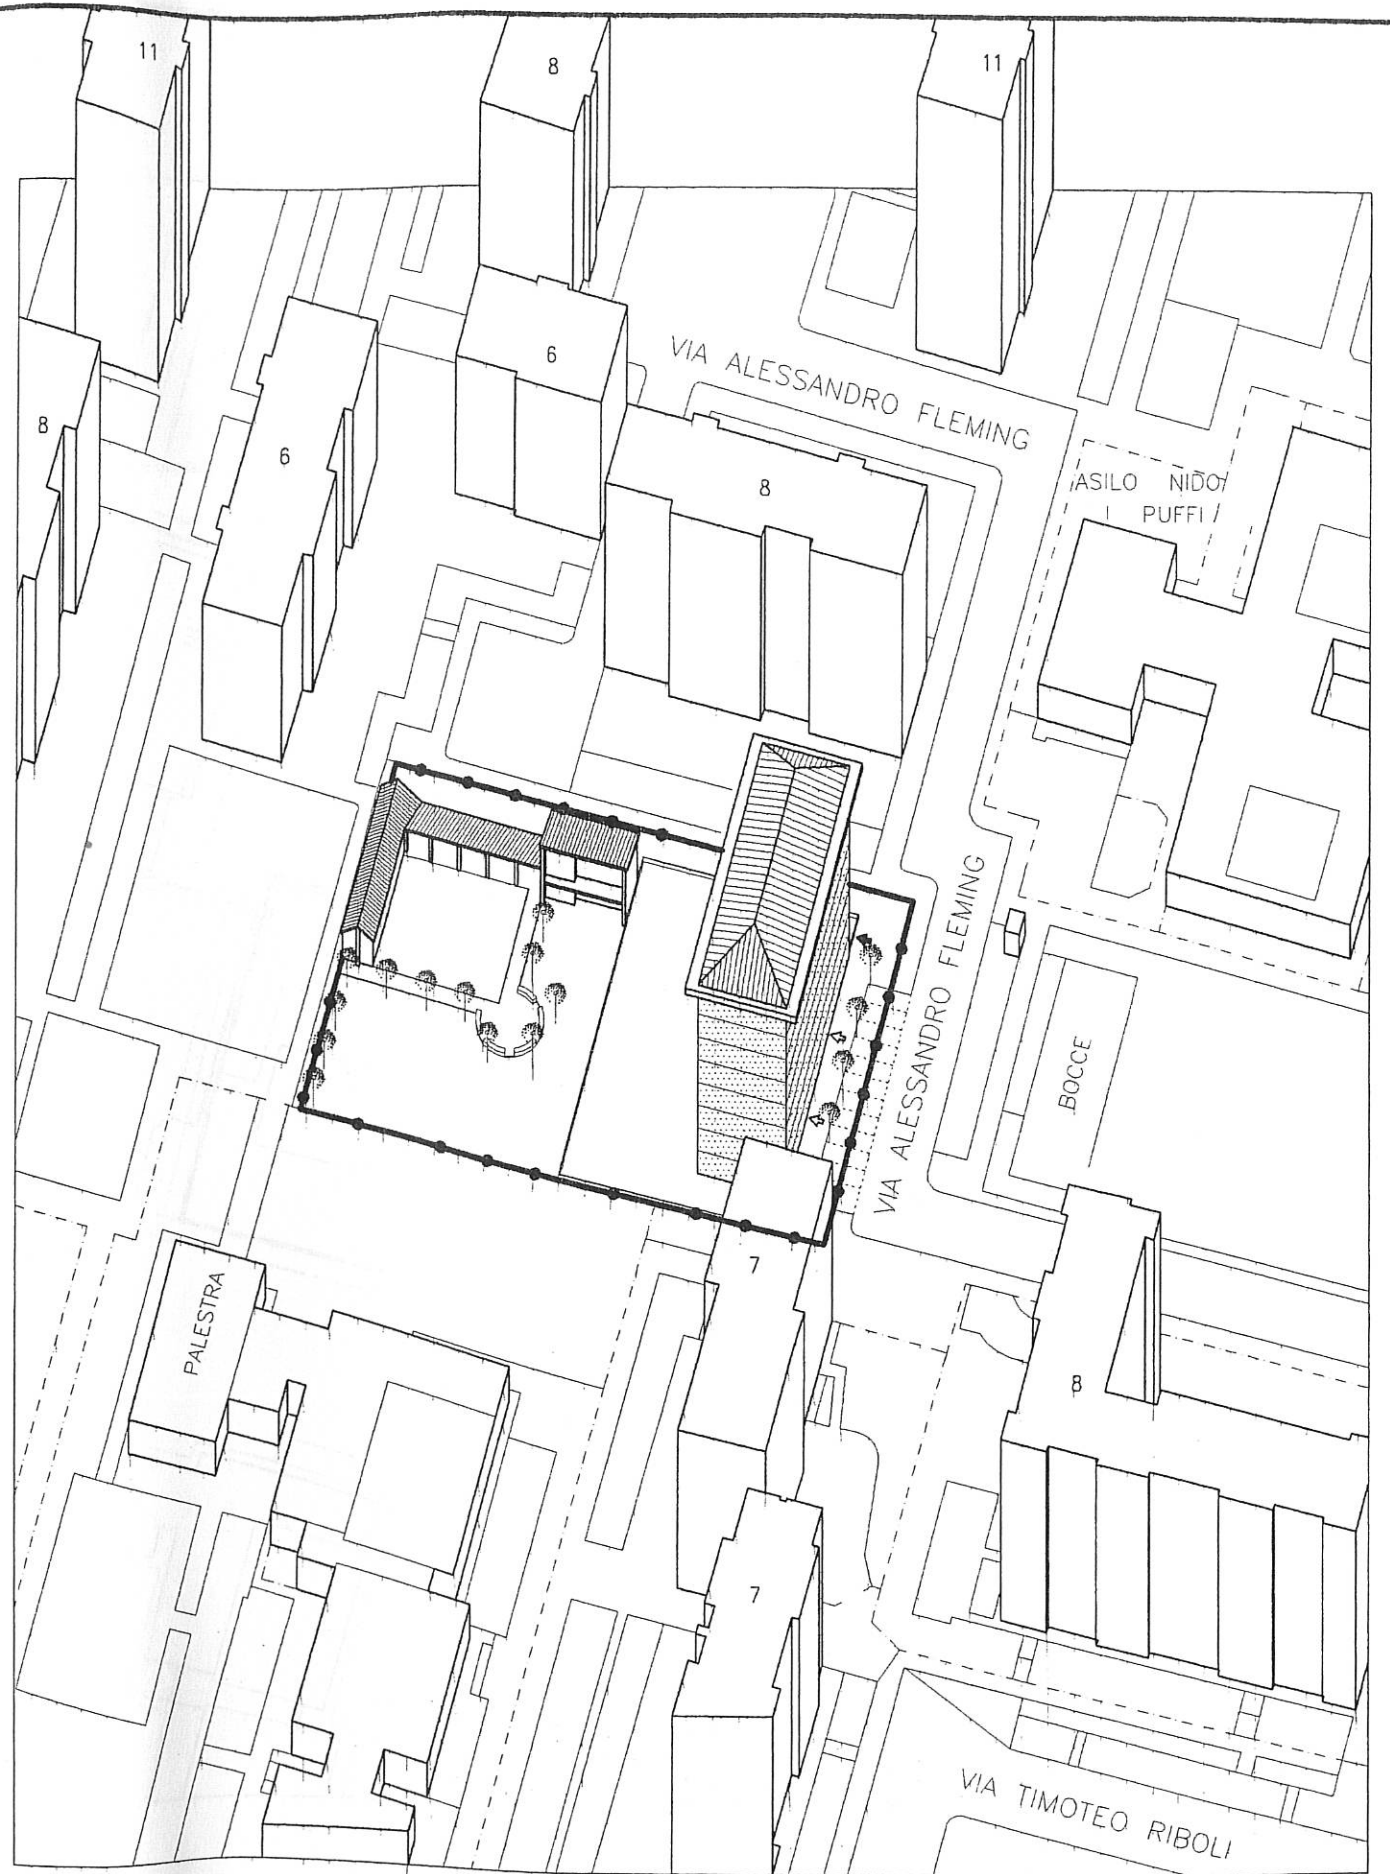 11
8
11
VIA ALESSANDRO FLEMING
6
8
6
8
ASILO NIDO
I PUFFI
VIA ALESSANDRO FLEMING
BOCCE
7
PALESTRA
8
7
VIA TIMOTEO RIBOLI